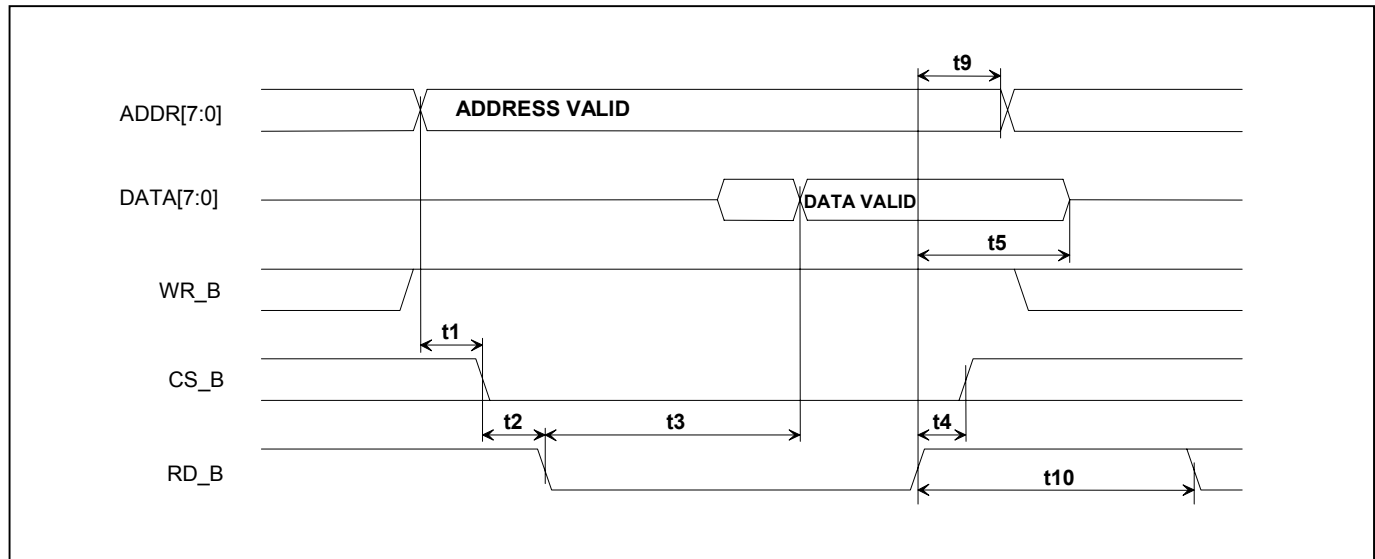 t9
ADDR[7:0] ADDRESS VALID
DATA[7:0] DATA VALID
t5
WR_B
t1
CS_B
t2 t3 t4
RD_B
t10